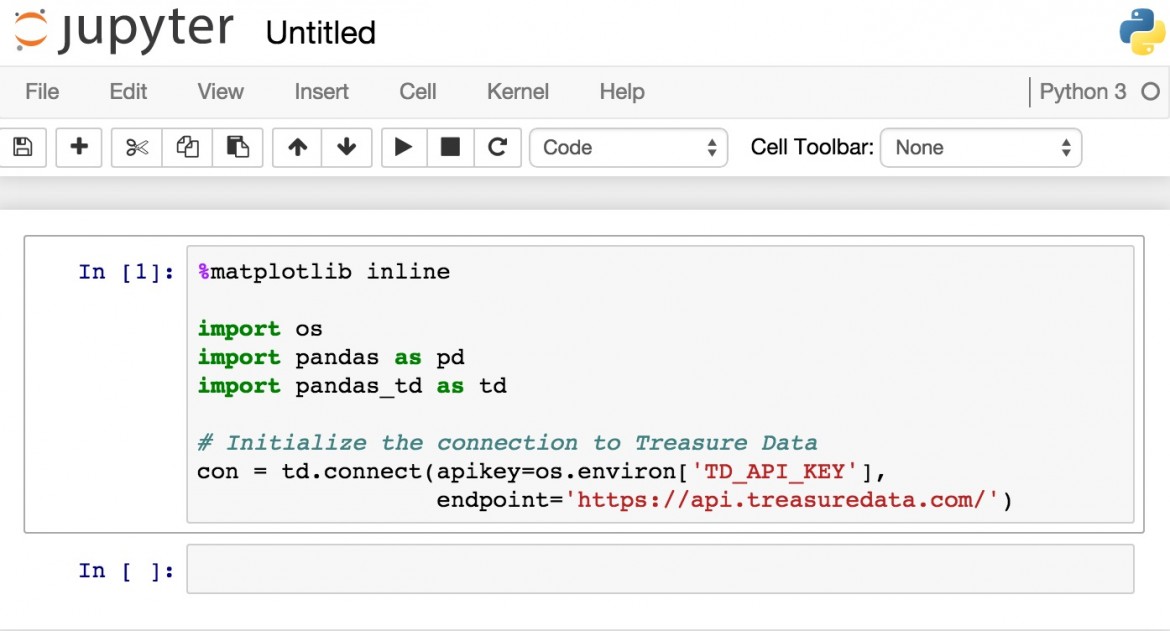 jupyter Untitled
File Edit View Insert Cell Kernel Help Python 3
Code Cell Toolbar: None
In [1]: %matplotlib inline
import os
import pandas as pd
import pandas_td as td
# Initialize the connection to Treasure Data
con = td.connect(apikey=os.environ['TD_API_KEY'],
endpoint='https://api.treasuredata.com/')
In [ ]: